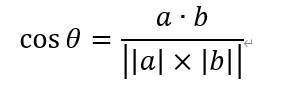 cos θ = a · b / ||a| × |b||